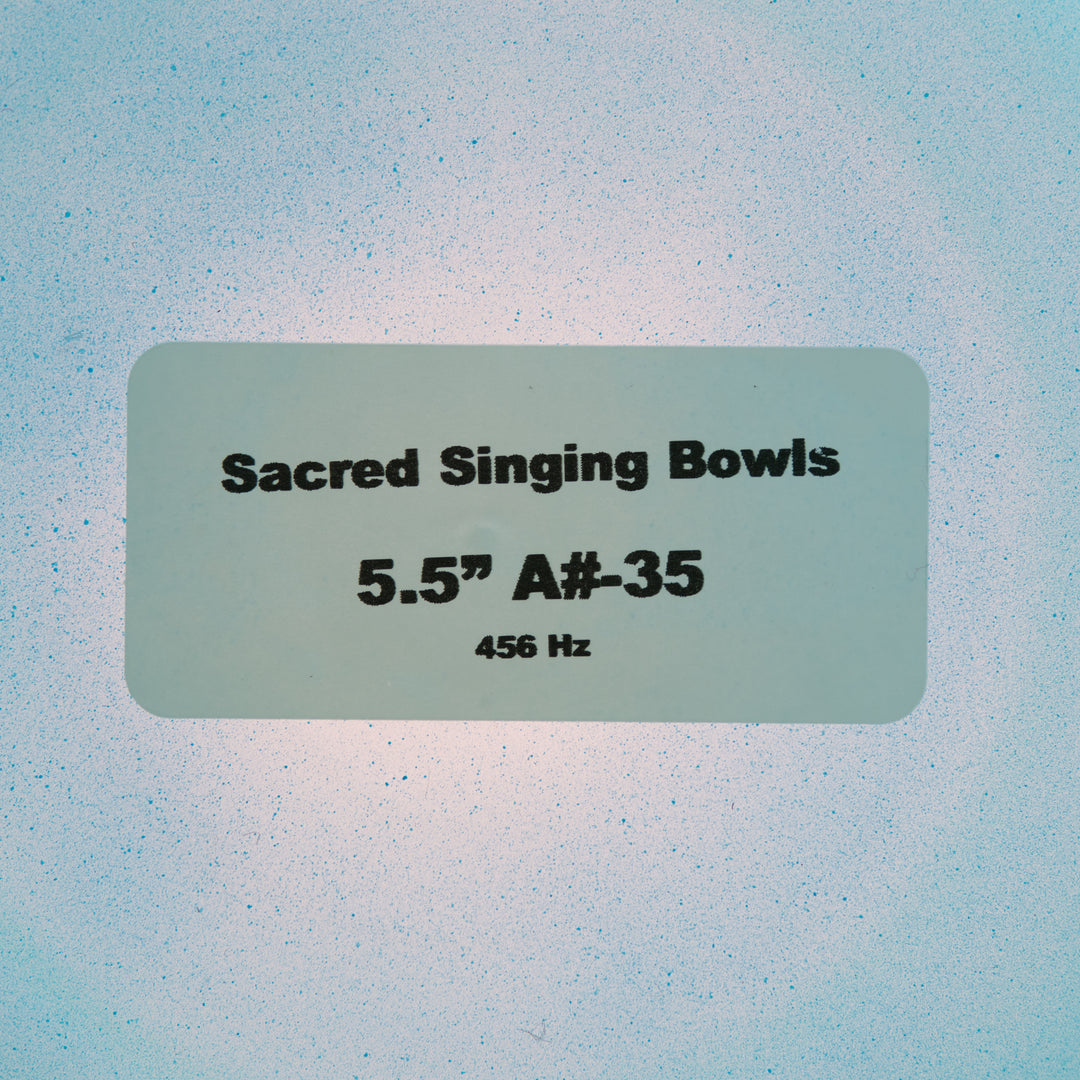 Sacred Singing Bowls
5.5” A#-35
456 Hz